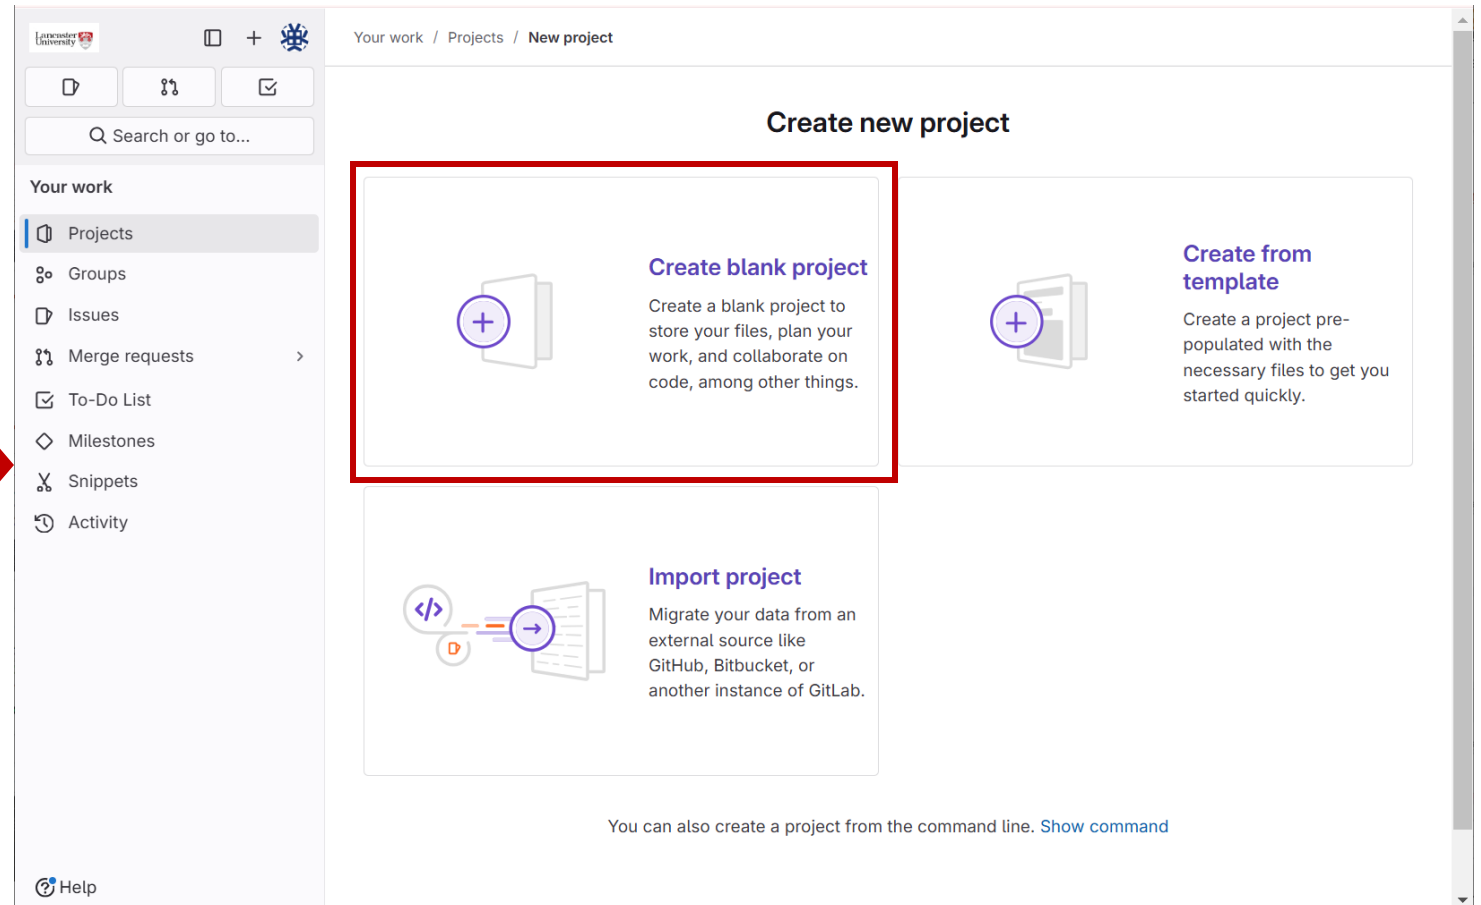 Lancaster
University
Your work / Projects / New project
Search or go to...
Your work
Projects
Groups
Issues
Merge requests
To-Do List
Milestones
Snippets
Activity
Help
Create new project
Create blank project
Create a blank project to
store your files, plan your
work, and collaborate on
code, among other things.
Create from
template
Create a project pre-
populated with the
necessary files to get you
started quickly.
Import project
Migrate your data from an
external source like
GitHub, Bitbucket, or
another instance of GitLab.
You can also create a project from the command line. Show command